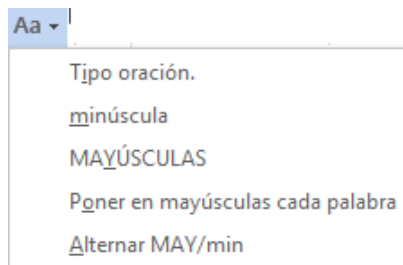 Aa
Tipo oración.
minúscula
MAYÚSCULAS
Poner en mayúsculas cada palabra
Alternar MAY/min